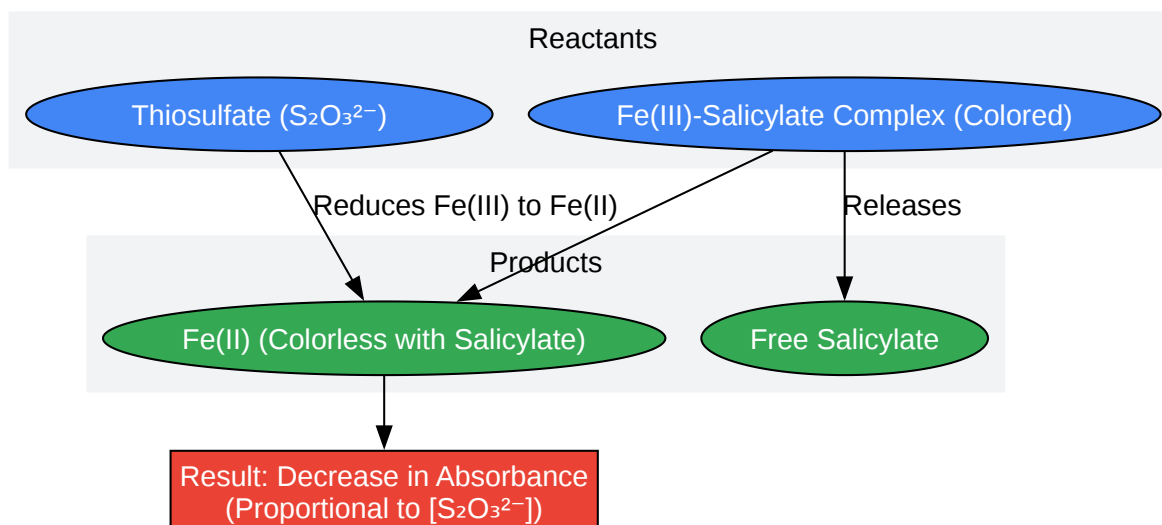 Reactants
Thiosulfate (S₂O₃²⁻)
Fe(III)-Salicylate Complex (Colored)
Reduces Fe(III) to Fe(II)
Releases
Products
Fe(II) (Colorless with Salicylate)
Free Salicylate
Result: Decrease in Absorbance
(Proportional to [S₂O₃²⁻])